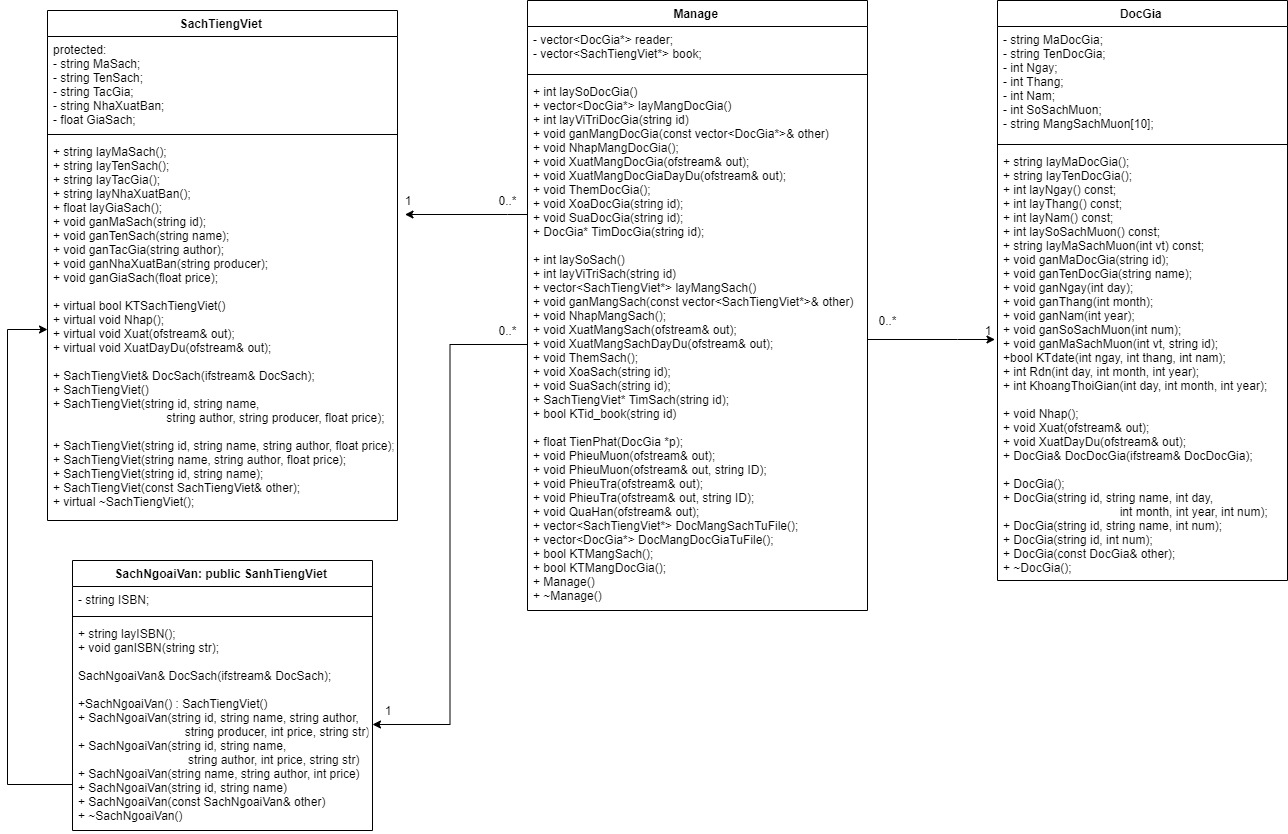 SachTiengViet
protected:
- string MaSach;
- string TenSach;
- string TacGia;
- string NhaXuatBan;
- float GiaSach;
+ string layMaSach();
+ string layTenSach();
+ string layTacGia();
+ string layNhaXuatBan();
+ float layGiaSach();
+ void ganMaSach(string id);
+ void ganTenSach(string name);
+ void ganTacGia(string author);
+ void ganNhaXuatBan(string producer);
+ void ganGiaSach(float price);
+ virtual bool KTSachTiengViet()
+ virtual void Nhap();
+ virtual void Xuat(ofstream& out);
+ virtual void XuatDayDu(ofstream& out);
+ SachTiengViet& DocSach(ifstream& DocSach);
+ SachTiengViet()
+ SachTiengViet(string id, string name,
string author, string producer, float price);
+ SachTiengViet(string id, string name, string author, float price);
+ SachTiengViet(string name, string author, float price);
+ SachTiengViet(string id, string name);
+ SachTiengViet(const SachTiengViet& other);
+ virtual ~SachTiengViet();
SachNgoaiVan: public SanhTiengViet
- string ISBN;
+ string layISBN();
+ void ganISBN(string str);
SachNgoaiVan& DocSach(ifstream& DocSach);
+SachNgoaiVan() : SachTiengViet()
+ SachNgoaiVan(string id, string name, string author,
string producer, int price, string str)
+ SachNgoaiVan(string id, string name,
string author, int price, string str)
+ SachNgoaiVan(string name, string author, int price)
+ SachNgoaiVan(string id, string name)
+ SachNgoaiVan(const SachNgoaiVan& other)
+ ~SachNgoaiVan()
1
0..*
0..*
1
Manage
- vector<DocGia*> reader;
- vector<SachTiengViet*> book;
+ int laySoDocGia()
+ vector<DocGia*> layMangDocGia()
+ int layViTriDocGia(string id)
+ void ganMangDocGia(const vector<DocGia*>& other)
+ void NhapMangDocGia();
+ void XuatMangDocGia(ofstream& out);
+ void XuatMangDocGiaDayDu(ofstream& out);
+ void ThemDocGia();
+ void XoaDocGia(string id);
+ void SuaDocGia(string id);
+ DocGia* TimDocGia(string id);
+ int laySoSach()
+ int layViTriSach(string id)
+ vector<SachTiengViet*> layMangSach()
+ void ganMangSach(const vector<SachTiengViet*>& other)
+ void NhapMangSach();
+ void XuatMangSach(ofstream& out);
+ void XuatMangSachDayDu(ofstream& out);
+ void ThemSach();
+ void XoaSach(string id);
+ void SuaSach(string id);
+ SachTiengViet* TimSach(string id);
+ bool KTid_book(string id)
+ float TienPhat(DocGia *p);
+ void PhieuMuon(ofstream& out);
+ void PhieuMuon(ofstream& out, string ID);
+ void PhieuTra(ofstream& out);
+ void PhieuTra(ofstream& out, string ID);
+ void QuaHan(ofstream& out);
+ vector<SachTiengViet*> DocMangSachTuFile();
+ vector<DocGia*> DocMangDocGiaTuFile();
+ bool KTMangSach();
+ bool KTMangDocGia();
+ Manage()
+ ~Manage()
0..*
1
DocGia
- string MaDocGia;
- string TenDocGia;
- int Ngay;
- int Thang;
- int Nam;
- int SoSachMuon;
- string MangSachMuon[10];
+ string layMaDocGia();
+ string layTenDocGia();
+ int layNgay() const;
+ int layThang() const;
+ int layNam() const;
+ int laySoSachMuon() const;
+ string layMaSachMuon(int vt) const;
+ void ganMaDocGia(string id);
+ void ganTenDocGia(string name);
+ void ganNgay(int day);
+ void ganThang(int month);
+ void ganNam(int year);
+ void ganSoSachMuon(int num);
+ void ganMaSachMuon(int vt, string id);
+bool KTdate(int ngay, int thang, int nam);
+ int Rdn(int day, int month, int year);
+ int KhoangThoiGian(int day, int month, int year);
+ void Nhap();
+ void Xuat(ofstream& out);
+ void XuatDayDu(ofstream& out);
+ DocGia& DocDocGia(ifstream& DocDocGia);
+ DocGia();
+ DocGia(string id, string name, int day,
int month, int year, int num);
+ DocGia(string id, string name, int num);
+ DocGia(string id, int num);
+ DocGia(const DocGia& other);
+ ~DocGia();